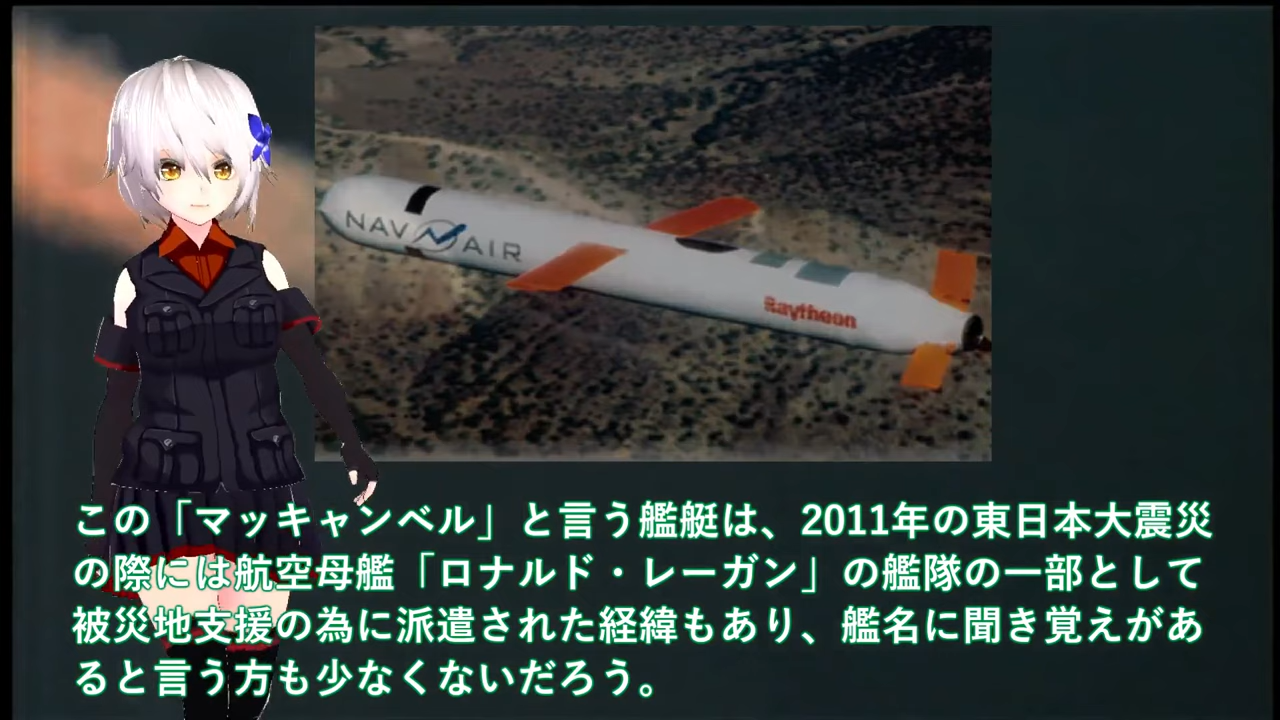 NAVAIR
Raytheon
この「マッキャンベル」と言う艦艇は、2011年の東日本大震災
の際には航空母艦「ロナルド・レーガン」の艦隊の一部として
被災地支援の為に派遣された経緯もあり、艦名に聞き覚えがあ
ると言う方も少なくないだろう。